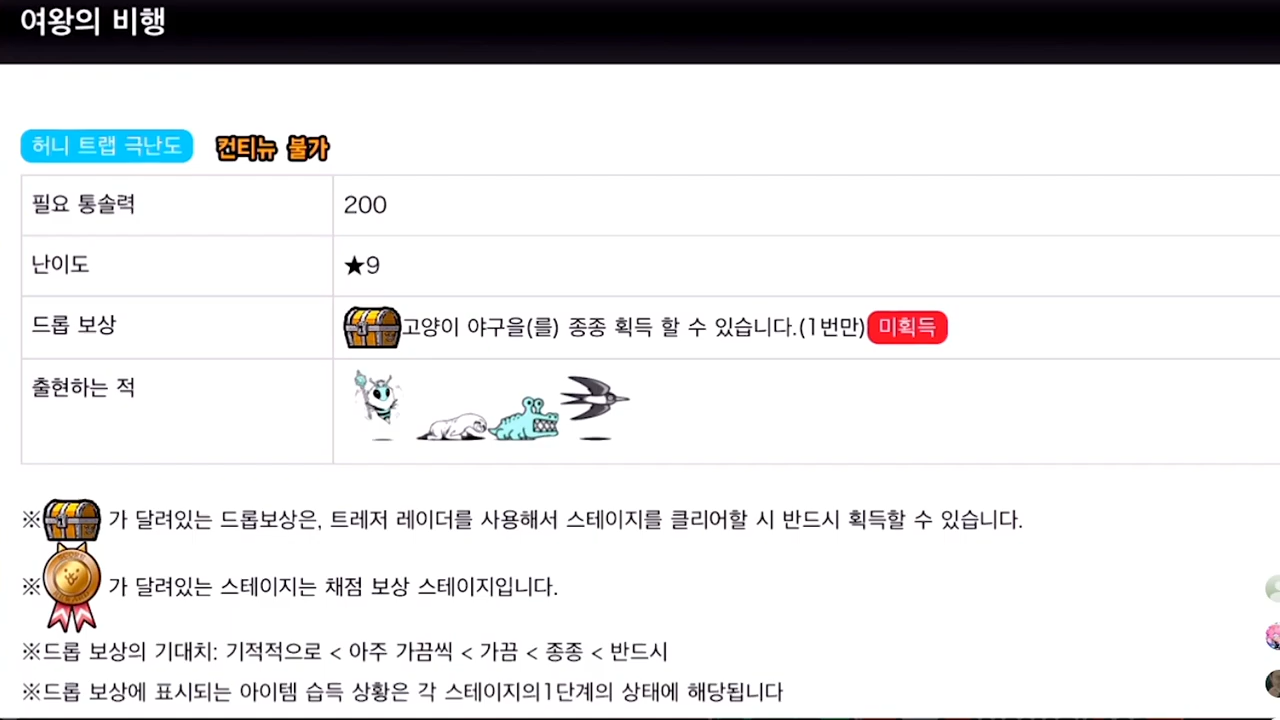 여왕의 비행
허니 트랩 극난도 컨티뉴 불가
필요 통솔력 200
난이도 ★9
드롭 보상 고양이 야구을(를) 종종 획득 할 수 있습니다.(1번만) 미획득
출현하는 적
※ 가 달려있는 드롭보상은, 트레저 레이더를 사용해서 스테이지를 클리어할 시 반드시 획득할 수 있습니다.
※ 가 달려있는 스테이지는 채점 보상 스테이지입니다.
※드롭 보상의 기대치: 기적적으로 < 아주 가끔씩 < 가끔 < 종종 < 반드시
※드롭 보상에 표시되는 아이템 습득 상황은 각 스테이지의1단계의 상태에 해당됩니다